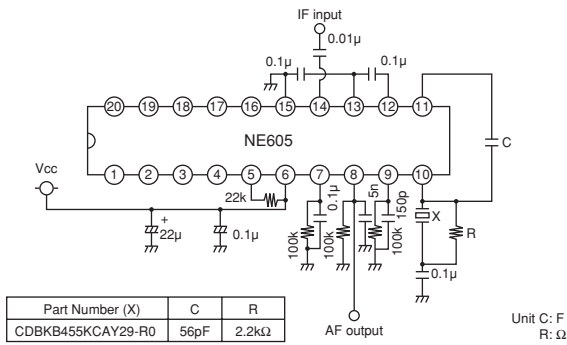 IF input
0.01μ
0.1μ 0.1μ
20 19 18 17 16 15 14 13 12 11
NE605
C
1 2 3 4 5 6 7 8 9 10
Vcc
22k
+
22μ
0.1μ
100k
0.1μ
100k
5n
100k
150p
X
R
0.1μ
AF output
Part Number (X) C R
CDBKB455KCAY29-R0 56pF 2.2kΩ
Unit C: F
R: Ω